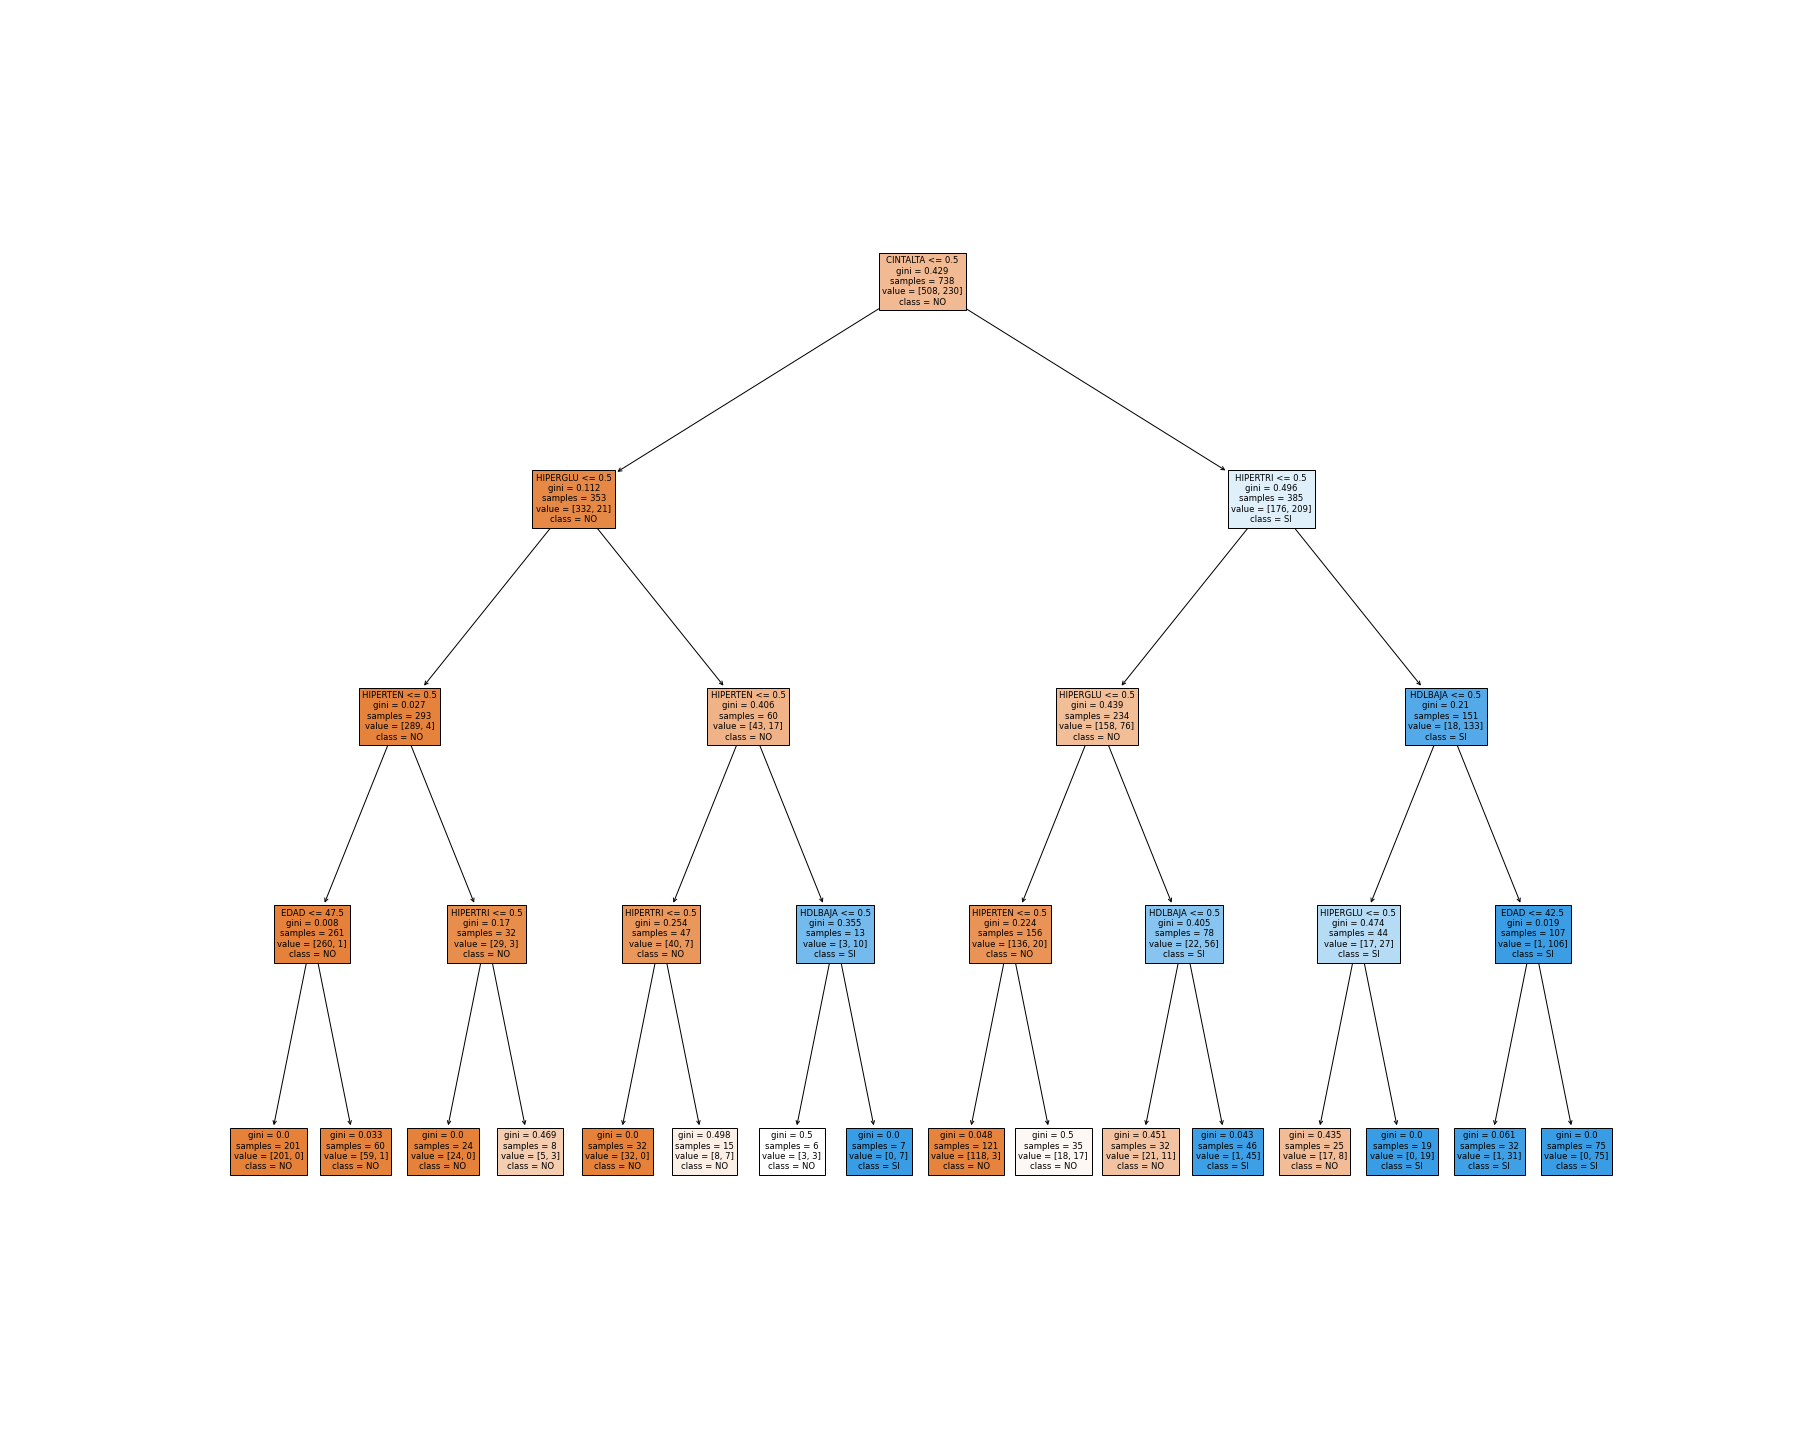 CINTALTA <= 0.5
gini = 0.429
samples = 738
value = [508, 230]
class = NO
HIPERGLU <= 0.5
gini = 0.112
samples = 353
value = [332, 21]
class = NO
HIPERTRI <= 0.5
gini = 0.496
samples = 385
value = [176, 209]
class = SI
HIPERTEN <= 0.5
gini = 0.027
samples = 293
value = [289, 4]
class = NO
HIPERTEN <= 0.5
gini = 0.406
samples = 60
value = [43, 17]
class = NO
HIPERGLU <= 0.5
gini = 0.439
samples = 234
value = [158, 76]
class = NO
HDLBAJA <= 0.5
gini = 0.21
samples = 151
value = [18, 133]
class = SI
EDAD <= 47.5
gini = 0.008
samples = 261
value = [260, 1]
class = NO
HIPERTRI <= 0.5
gini = 0.17
samples = 32
value = [29, 3]
class = NO
HIPERTRI <= 0.5
gini = 0.254
samples = 47
value = [40, 7]
class = NO
HDLBAJA <= 0.5
gini = 0.355
samples = 13
value = [3, 10]
class = SI
HIPERTEN <= 0.5
gini = 0.224
samples = 156
value = [136, 20]
class = NO
HDLBAJA <= 0.5
gini = 0.405
samples = 78
value = [22, 56]
class = SI
HIPERGLU <= 0.5
gini = 0.474
samples = 44
value = [17, 27]
class = SI
EDAD <= 42.5
gini = 0.019
samples = 107
value = [1, 106]
class = SI
gini = 0.0
samples = 201
value = [201, 0]
class = NO
gini = 0.033
samples = 60
value = [59, 1]
class = NO
gini = 0.0
samples = 24
value = [24, 0]
class = NO
gini = 0.469
samples = 8
value = [5, 3]
class = NO
gini = 0.0
samples = 32
value = [32, 0]
class = NO
gini = 0.498
samples = 15
value = [8, 7]
class = NO
gini = 0.5
samples = 6
value = [3, 3]
class = NO
gini = 0.0
samples = 7
value = [0, 7]
class = SI
gini = 0.048
samples = 121
value = [118, 3]
class = NO
gini = 0.5
samples = 35
value = [18, 17]
class = NO
gini = 0.451
samples = 32
value = [21, 11]
class = NO
gini = 0.043
samples = 46
value = [1, 45]
class = SI
gini = 0.435
samples = 25
value = [17, 8]
class = NO
gini = 0.0
samples = 19
value = [0, 19]
class = SI
gini = 0.061
samples = 32
value = [1, 31]
class = SI
gini = 0.0
samples = 75
value = [0, 75]
class = SI